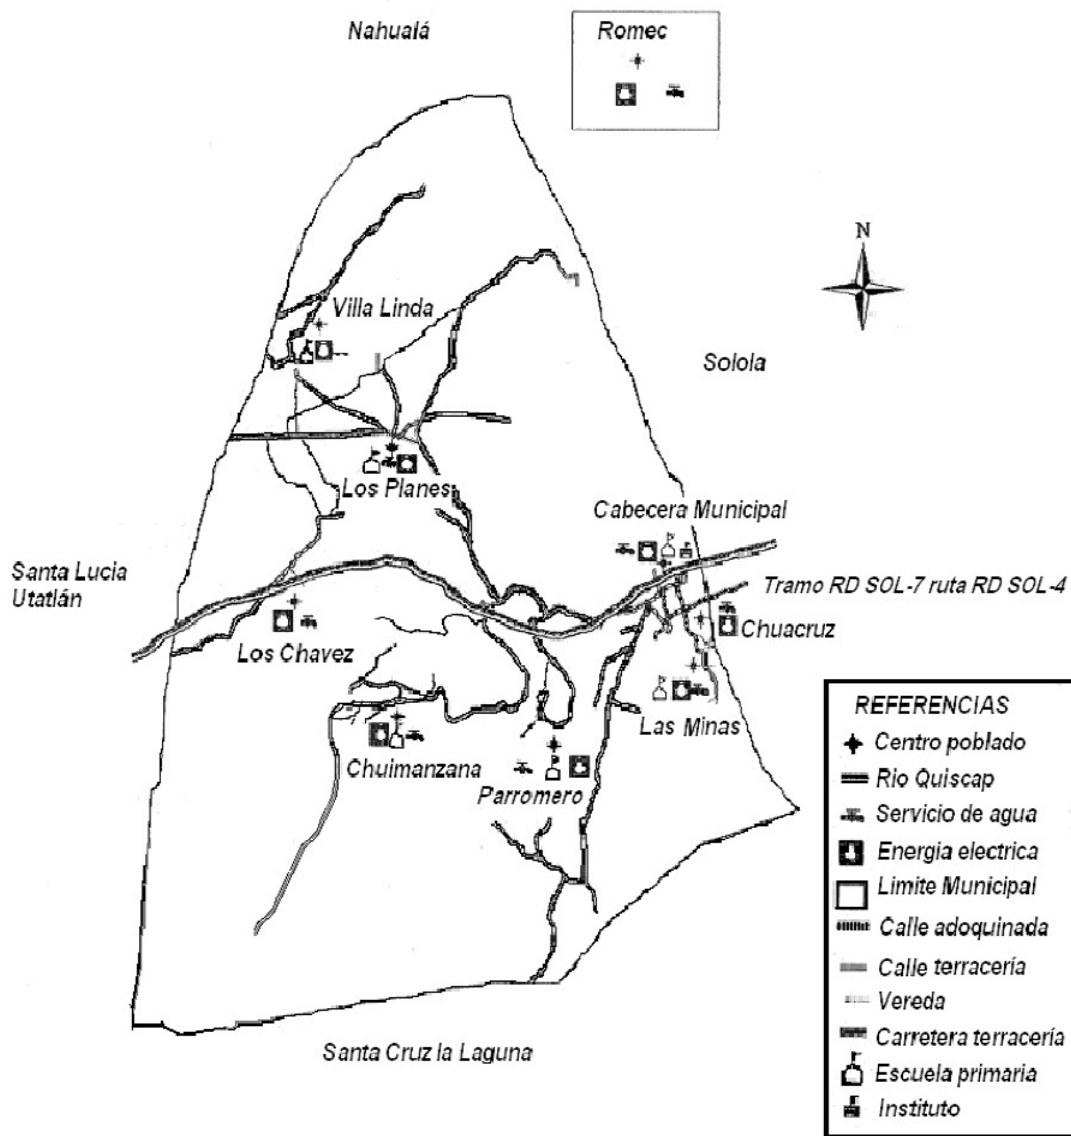 Nahualá
Romec
N
Villa Linda
Solola
Los Planes
Cabecera Municipal
Santa Lucia
Utatlán
Tramo RD SOL-7 ruta RD SOL-4
Chuacruz
Los Chavez
Las Minas
Chuimanzana
Parromero
Santa Cruz la Laguna
REFERENCIAS
Centro poblado
Rio Quiscap
Servicio de agua
Energia electrica
Limite Municipal
Calle adoquinada
Calle terracería
Vereda
Carretera terracería
Escuela primaria
Instituto